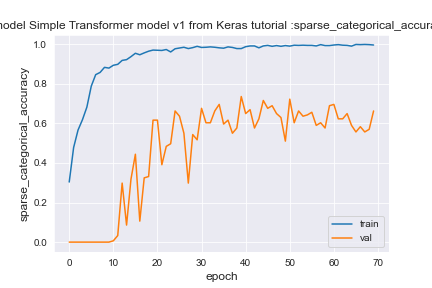 model Simple Transformer model v1 from Keras tutorial :sparse_categorical_accura
sparse_categorical_accuracy
1.0
0.8
0.6
0.4
0.2
0.0
0 10 20 30 40 50 60 70
epoch
train
val